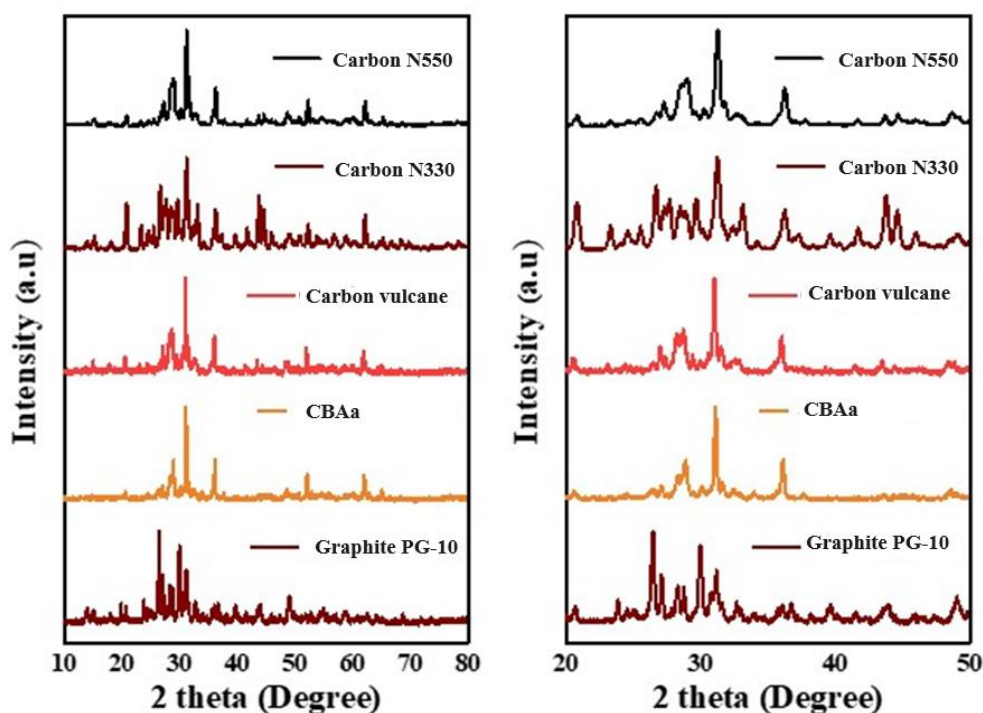 Intensity (a.u)
Carbon N550
Carbon N330
Carbon vulcane
CBAa
Graphite PG-10
10 20 30 40 50 60 70 80
2 theta (Degree)
Intensity (a.u)
Carbon N550
Carbon N330
Carbon vulcane
CBAa
Graphite PG-10
20 30 40 50
2 theta (Degree)